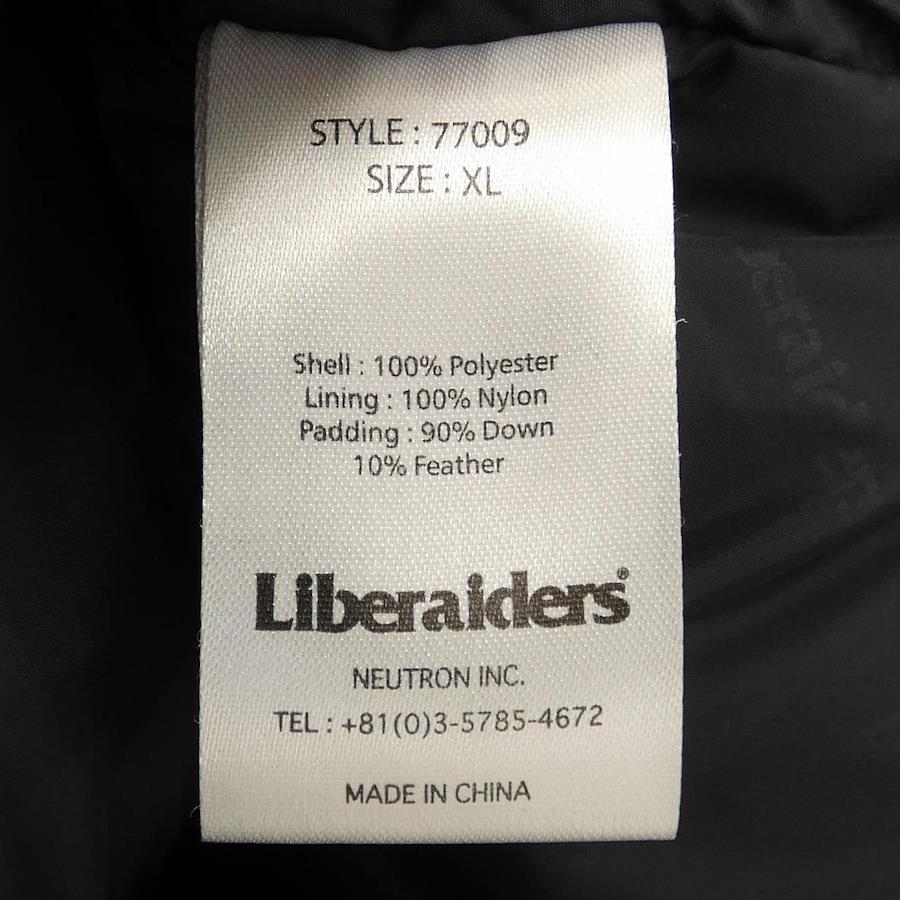 STYLE : 77009
SIZE : XL
Shell : 100% Polyester
Lining : 100% Nylon
Padding : 90% Down
10% Feather
Liberaiders®
NEUTRON INC.
TEL : +81(0)3-5785-4672
MADE IN CHINA